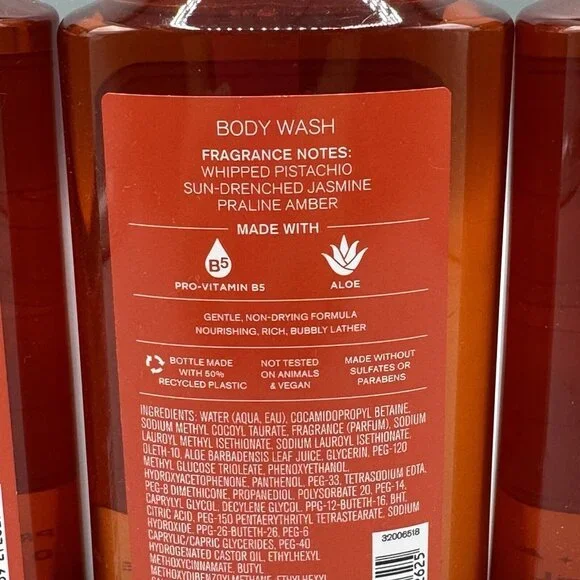 BODY WASH
FRAGRANCE NOTES:
WHIPPED PISTACHIO
SUN-DRENCHED JASMINE
PRALINE AMBER
MADE WITH
B5
PRO-VITAMIN B5
ALOE
GENTLE, NON-DRYING FORMULA
NOURISHING, RICH, BUBBLY LATHER
BOTTLE MADE
WITH 50%
RECYCLED PLASTIC
NOT TESTED
ON ANIMALS
& VEGAN
MADE WITHOUT
SULFATES OR
PARABENS
INGREDIENTS: WATER (AQUA, EAU), COCAMIDOPROPYL BETAINE,
SODIUM METHYL COCOYL TAURATE, FRAGRANCE (PARFUM), SODIUM
LAUROYL METHYL ISETHIONATE, SODIUM LAUROYL ISETHIONATE,
OLETH-10, ALOE BARBADENSIS LEAF JUICE, GLYCERIN, PEG-120
METHYL GLUCOSE TRIOLEATE, PHENOXYETHANOL,
HYDROXYACETOPHENONE, PANTHENOL, PEG-33, TETRASODIUM EDTA,
PEG-8 DIMETHICONE, PROPANEDIOL, POLYSORBATE 20, PEG-14,
CAPRYLYL GLYCOL, DECYLENE GLYCOL, PPG-12-BUTETH-16, BHT,
CITRIC ACID, PEG-150 PENTAERYTHRITYL TETRASTEARATE, SODIUM
HYDROXIDE, PPG-26-BUTETH-26, PEG-6
CAPRYLIC/CAPRIC GLYCERIDES, PEG-40
HYDROGENATED CASTOR OIL, ETHYLHEXYL
METHOXYCINNAMATE, BUTYL
METHOXYDIBENZOYLMETHANE, ETHYLHEXYL
32006518